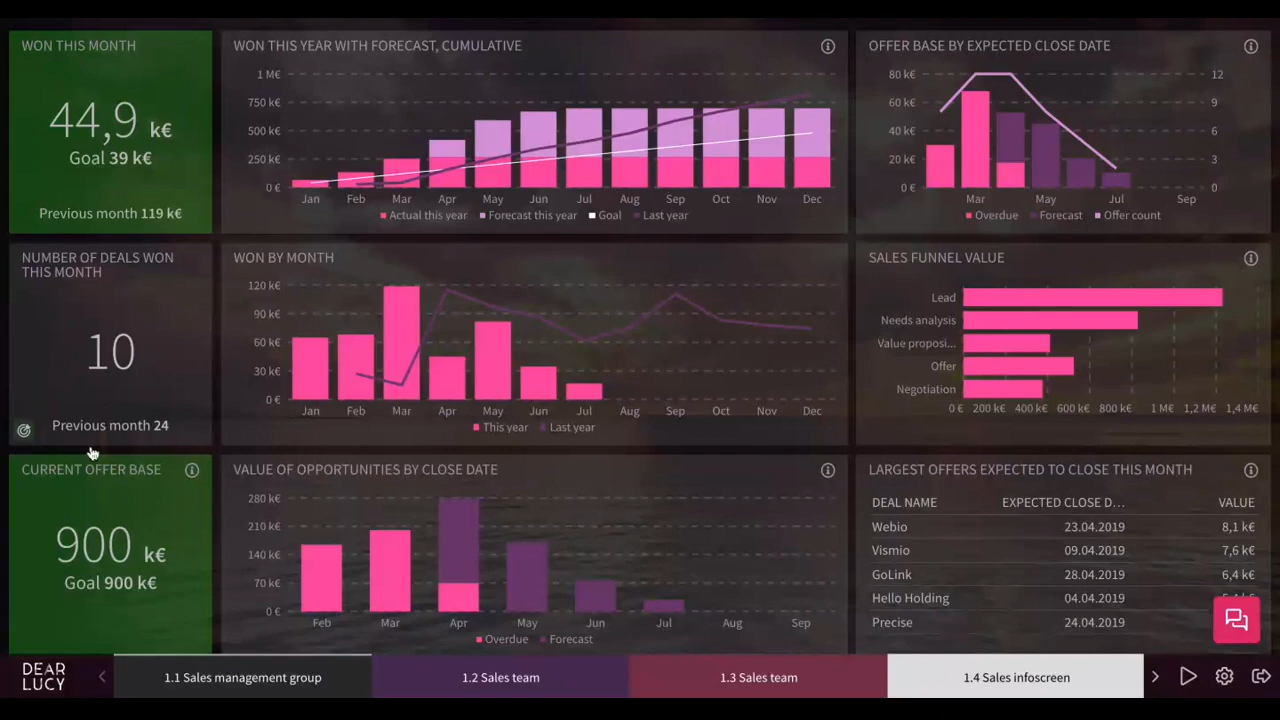 WON THIS MONTH
44,9 k€
Goal 39 k€
Previous month 119 k€
WON THIS YEAR WITH FORECAST, CUMULATIVE
1 M€
750 k€
500 k€
250 k€
0 €
Jan Feb Mar Apr May Jun Jul Aug Sep Oct Nov Dec
Actual this year Forecast this year Goal Last year
OFFER BASE BY EXPECTED CLOSE DATE
80 k€ 12
60 k€ 9
40 k€ 6
20 k€ 3
0 € 0
Mar May Jul Sep
Overdue Forecast Offer count
NUMBER OF DEALS WON
THIS MONTH
10
Previous month 24
WON BY MONTH
120 k€
90 k€
60 k€
30 k€
0 €
Jan Feb Mar Apr May Jun Jul Aug Sep Oct Nov Dec
This year Last year
SALES FUNNEL VALUE
Lead
Needs analysis
Value proposi...
Offer
Negotiation
0 € 200 k€ 400 k€ 600 k€ 800 k€ 1 M€ 1,2 M€ 1,4 M€
CURRENT OFFER BASE
900 k€
Goal 900 k€
VALUE OF OPPORTUNITIES BY CLOSE DATE
280 k€
210 k€
140 k€
70 k€
0 €
Feb Mar Apr May Jun Jul Aug Sep
Overdue Forecast
LARGEST OFFERS EXPECTED TO CLOSE THIS MONTH
DEAL NAME EXPECTED CLOSE D... VALUE
Webio 23.04.2019 8,1 k€
Vismio 09.04.2019 7,6 k€
GoLink 28.04.2019 6,4 k€
Hello Holding 04.04.2019
Precise 24.04.2019
DEAR
LUCY
1.1 Sales management group
1.2 Sales team
1.3 Sales team
1.4 Sales infoscreen